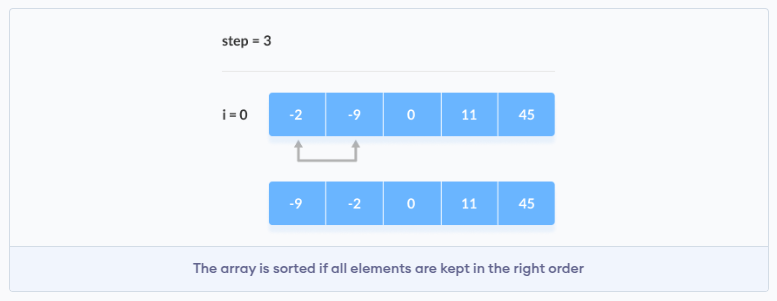 step = 3
i = 0 -2 -9 0 11 45
-9 -2 0 11 45
The array is sorted if all elements are kept in the right order